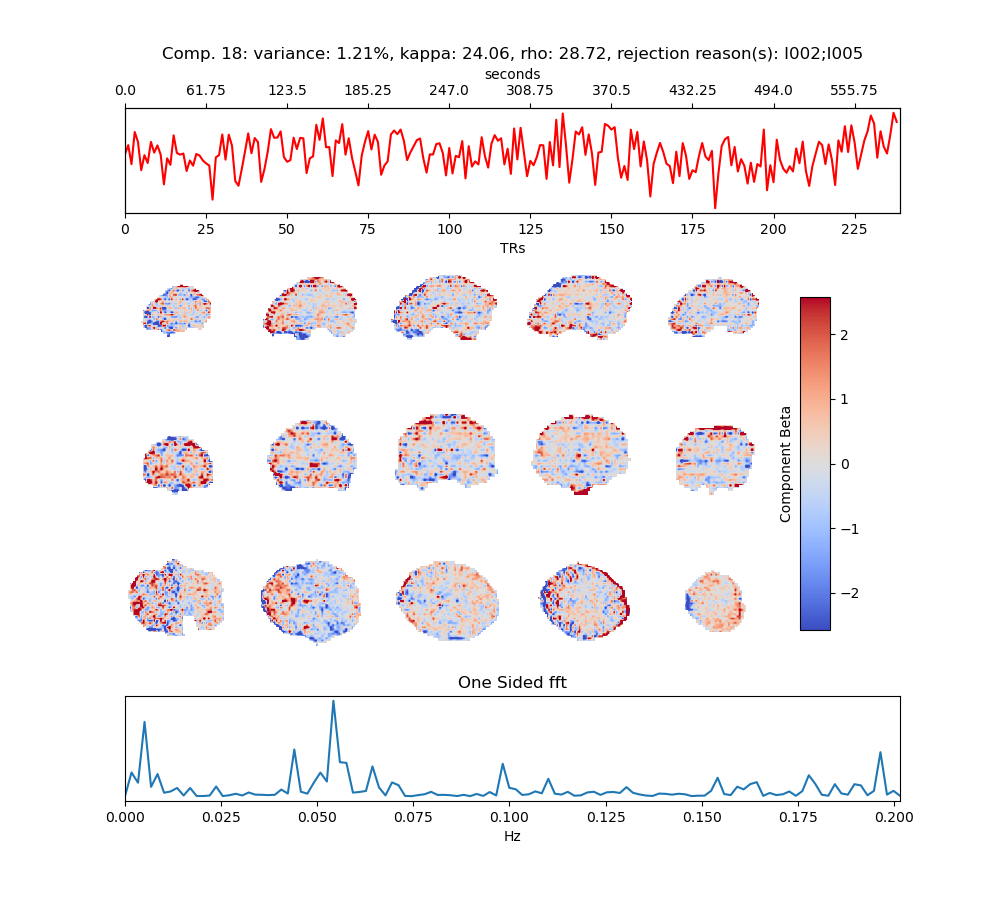 Comp. 18: variance: 1.21%, kappa: 24.06, rho: 28.72, rejection reason(s): I002;I005
seconds
0.0 61.75 123.5 185.25 247.0 308.75 370.5 432.25 494.0 555.75
0 25 50 75 100 125 150 175 200 225
TRs
2
1
0
−1
−2
Component Beta
One Sided fft
0.000 0.025 0.050 0.075 0.100 0.125 0.150 0.175 0.200
Hz